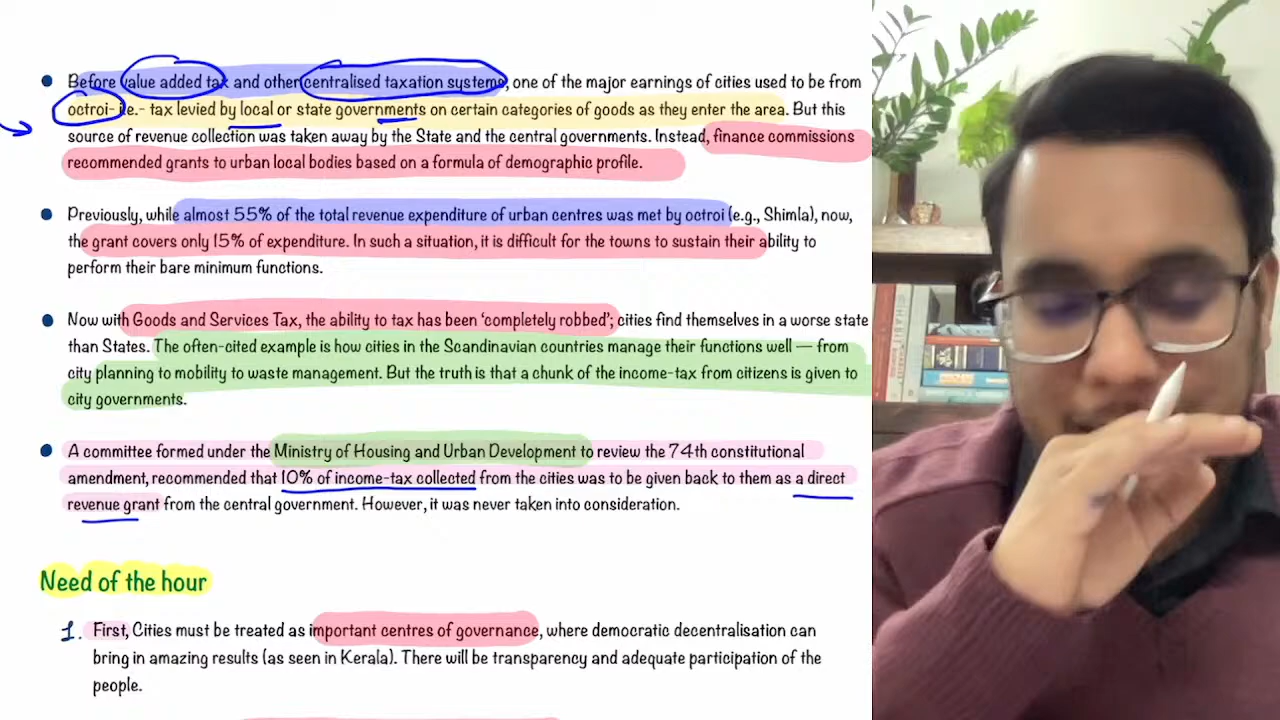 Before value added tax and other centralised taxation systems, one of the major earnings of cities used to be from
octroi- i.e.- tax levied by local or state governments on certain categories of goods as they enter the area. But this
source of revenue collection was taken away by the State and the central governments. Instead, finance commissions
recommended grants to urban local bodies based on a formula of demographic profile.
Previously, while almost 55% of the total revenue expenditure of urban centres was met by octroi (e.g., Shimla), now,
the grant covers only 15% of expenditure. In such a situation, it is difficult for the towns to sustain their ability to
perform their bare minimum functions.
Now with Goods and Services Tax, the ability to tax has been ‘completely robbed’; cities find themselves in a worse state
than States. The often-cited example is how cities in the Scandinavian countries manage their functions well — from
city planning to mobility to waste management. But the truth is that a chunk of the income-tax from citizens is given to
city governments.
A committee formed under the Ministry of Housing and Urban Development to review the 74th constitutional
amendment, recommended that 10% of income-tax collected from the cities was to be given back to them as a direct
revenue grant from the central government. However, it was never taken into consideration.
Need of the hour
1. First, Cities must be treated as important centres of governance, where democratic decentralisation can
bring in amazing results (as seen in Kerala). There will be transparency and adequate participation of the
people.